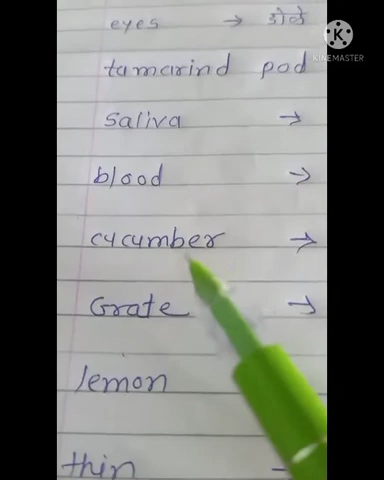 eyes → डोळे
KINEMASTER
tamarind pod
saliva →
blood →
cucumber →
Grate →
lemon
thin -